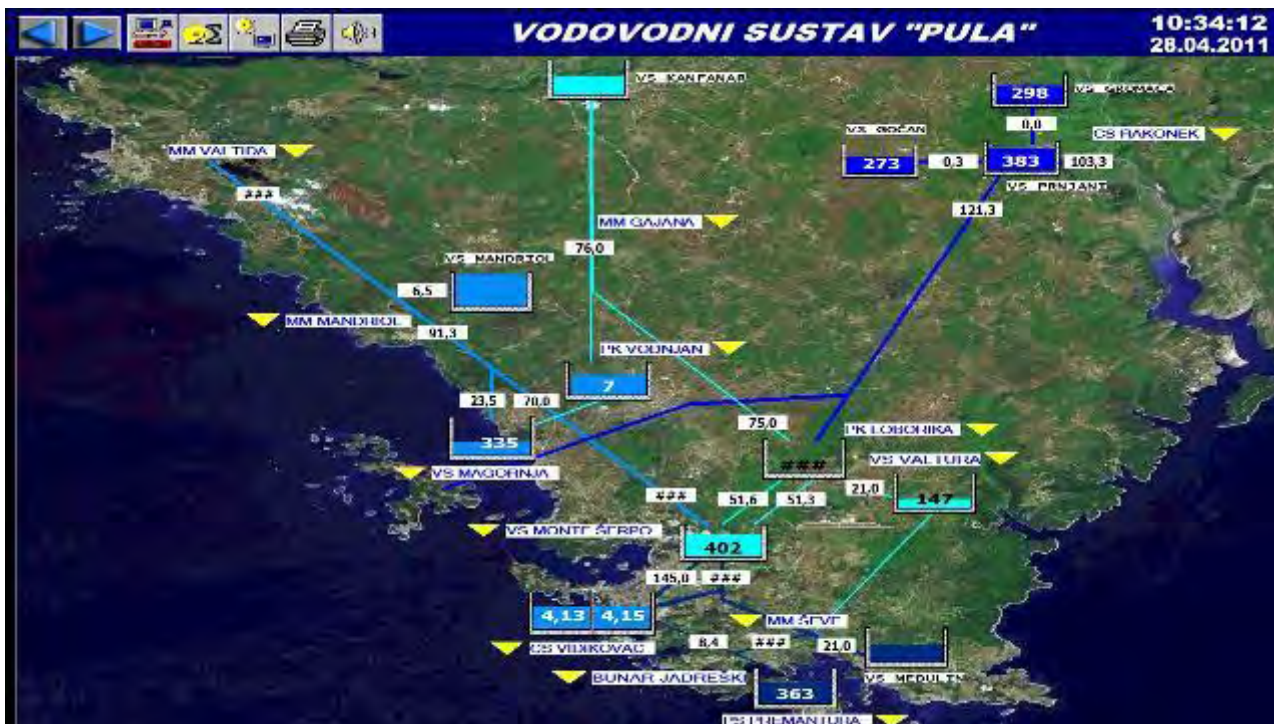 VODOVODNI SUSTAV "PULA"
10:34:12
28.04.2011
VS. KANFANAR
298
VS. GROMACA
0,0
CS RAKONEK
VS. GOČAN
273
0,3
383
103,3
MM VALTIDA
VS. PRNJANI
###
121,3
MM GAJANA
76,0
VS. MANDRIOL
6,5
MM MANDRIOL
91,3
PK VODNJAN
7
23,5
70,0
75,0
335
PK LOBORIKA
###
VS VALTURA
VS MAGORNJA
21,0
147
###
51,6
51,3
VS MONTE ŠERPO
402
145,0
###
4,13
4,15
MM ŠEVE
8,4
###
21,0
CS VIDIKOVAC
BUNAR JADREŠKI
VS. MEDULIN
363
PS PREMANTURA